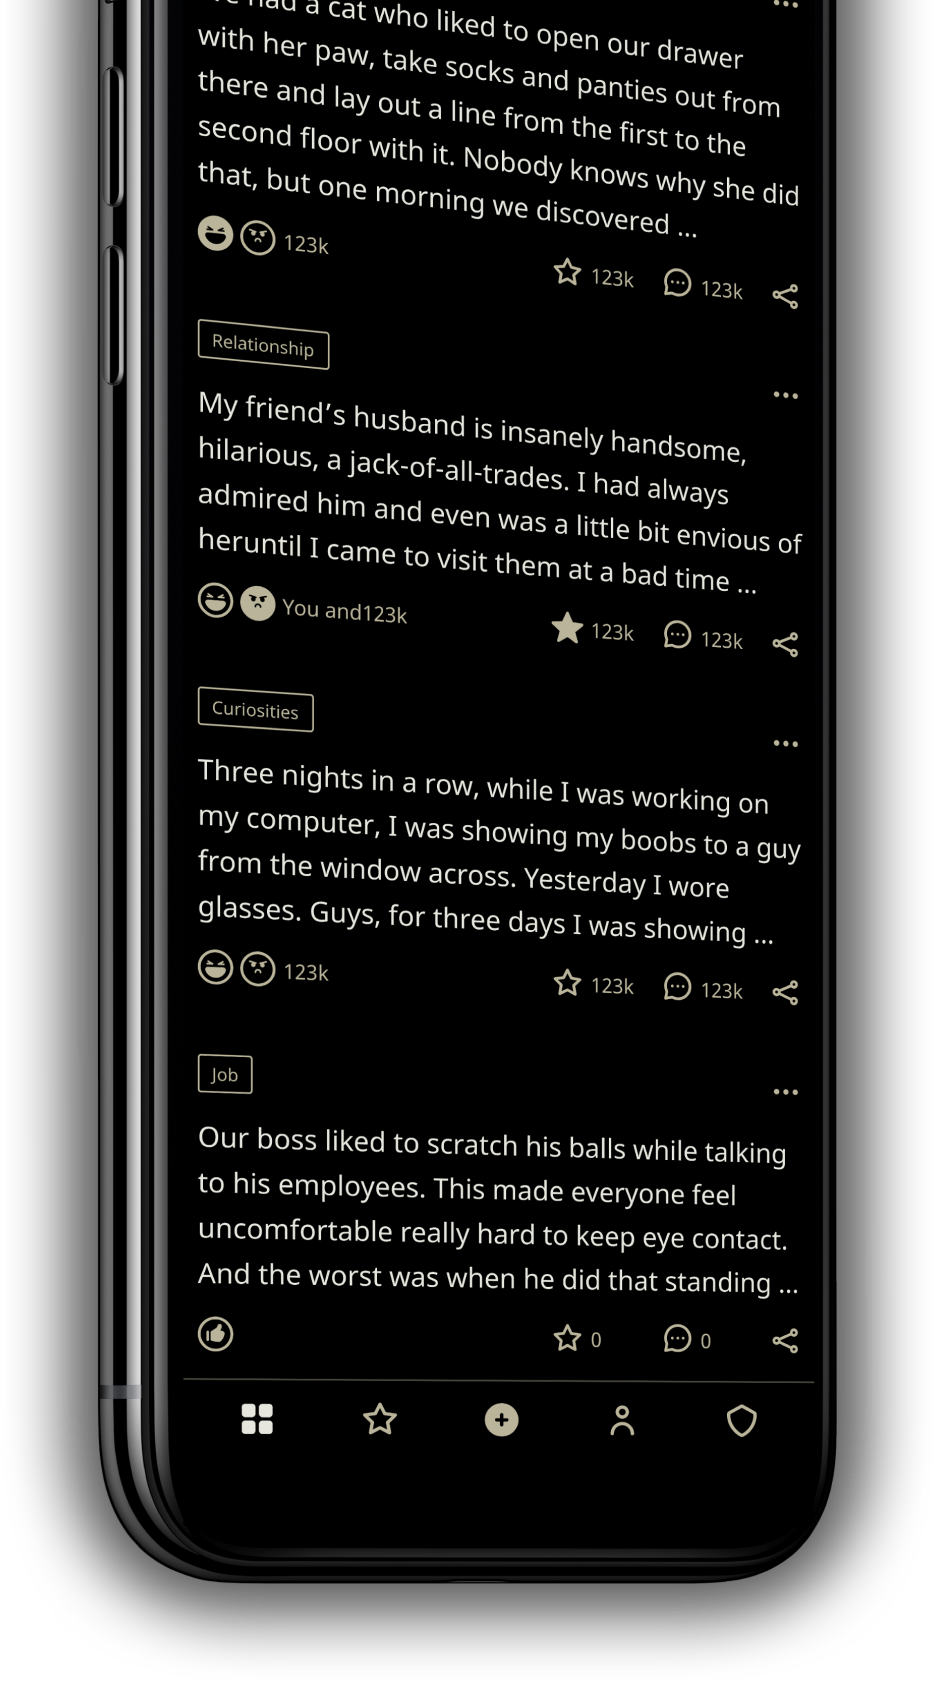 had a cat who liked to open our drawer
with her paw, take socks and panties out from
there and lay out a line from the first to the
second floor with it. Nobody knows why she did
that, but one morning we discovered ...
123k
123k
123k
Relationship
My friend’s husband is insanely handsome,
hilarious, a jack-of-all-trades. I had always
admired him and even was a little bit envious of
heruntil I came to visit them at a bad time ...
You and123k
123k
123k
Curiosities
Three nights in a row, while I was working on
my computer, I was showing my boobs to a guy
from the window across. Yesterday I wore
glasses. Guys, for three days I was showing ...
123k
123k
123k
Job
Our boss liked to scratch his balls while talking
to his employees. This made everyone feel
uncomfortable really hard to keep eye contact.
And the worst was when he did that standing ...
0
0